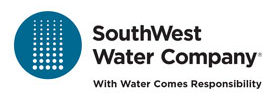 SouthWest
Water Company®
With Water Comes Responsibility